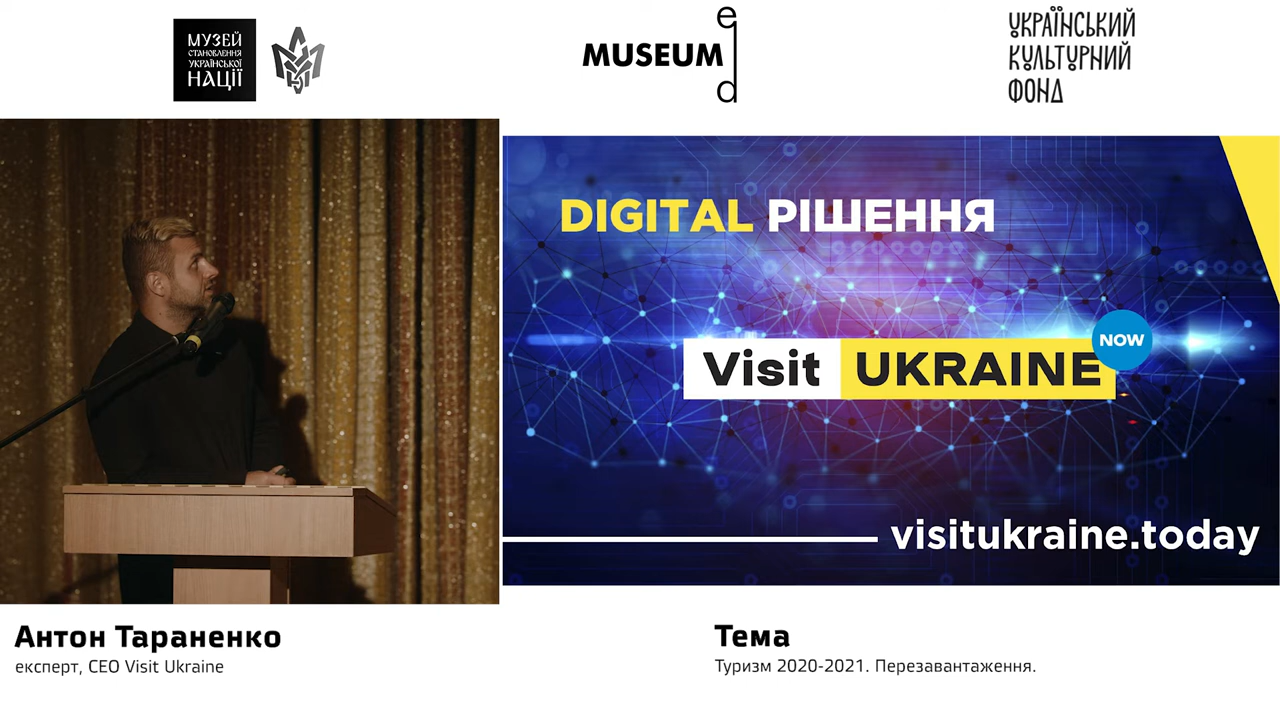 МУЗЕЙ
СТАНОВЛЕННЯ
УКРАЇНСЬКОЇ
НАЦІЇ
MUSEUM
ed
УКРАЇНСЬКИЙ
КУЛЬТУРНИЙ
ФОНД
DIGITAL РІШЕННЯ
Visit UKRAINE
NOW
visitukraine.today
Антон Тараненко
експерт, CEO Visit Ukraine
Тема
Туризм 2020-2021. Перезавантаження.